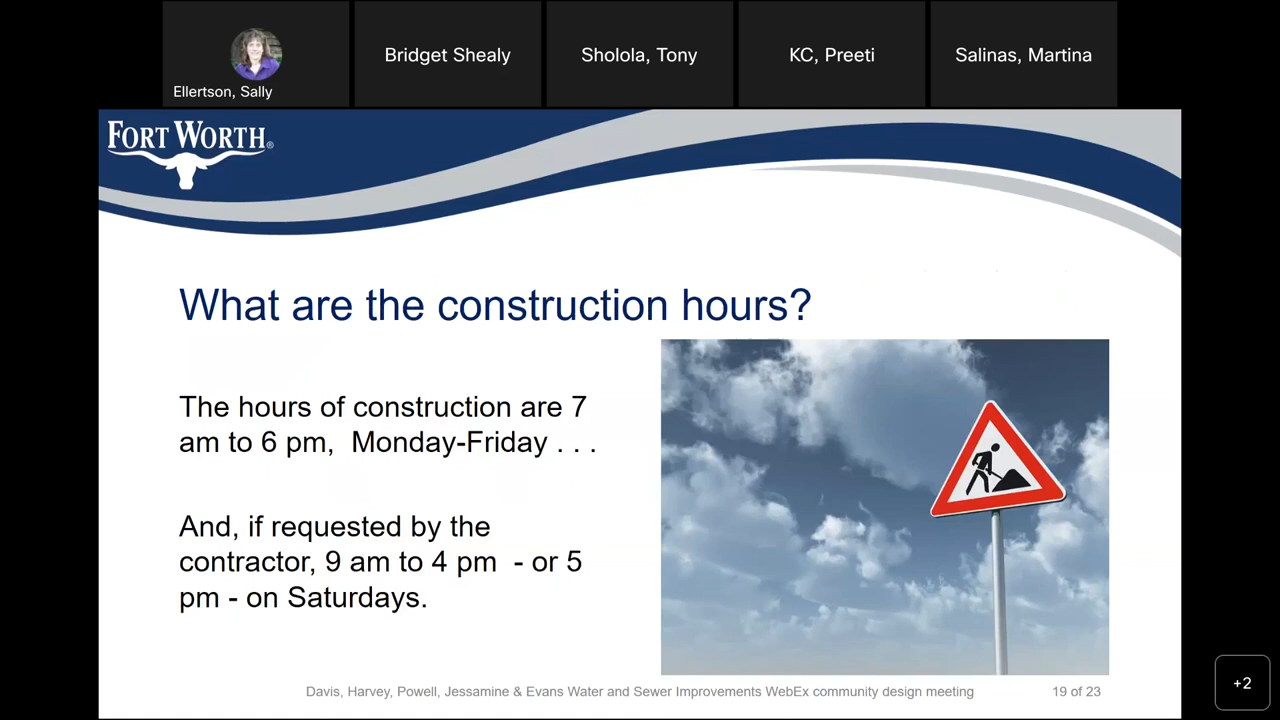 Ellertson, Sally
Bridget Shealy
Sholola, Tony
KC, Preeti
Salinas, Martina
FORT WORTH®
What are the construction hours?
The hours of construction are 7
am to 6 pm,  Monday-Friday . . .
And, if requested by the
contractor, 9 am to 4 pm  - or 5
pm - on Saturdays.
Davis, Harvey, Powell, Jessamine & Evans Water and Sewer Improvements WebEx community design meeting
19 of 23
+2